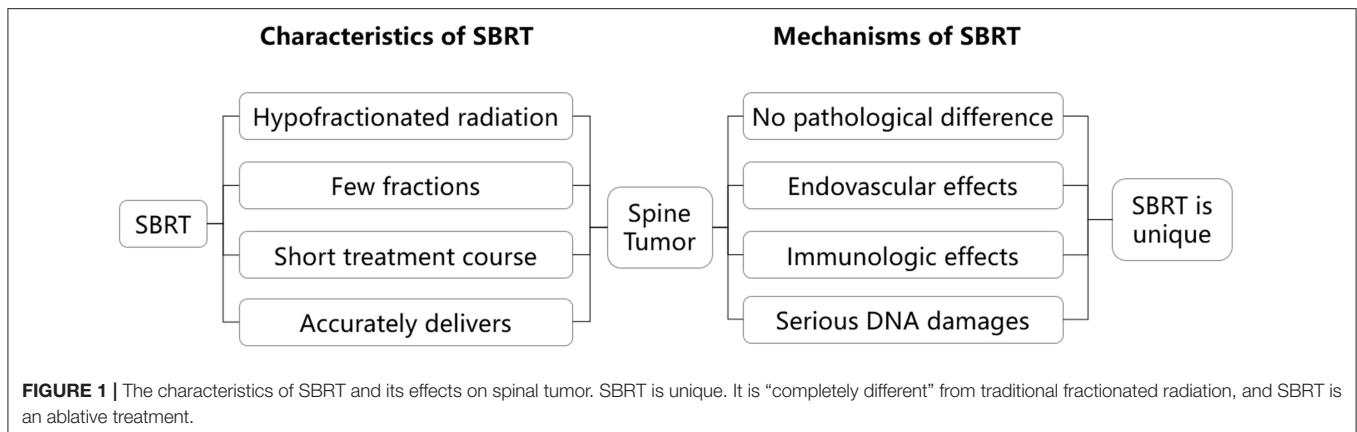 Characteristics of SBRT
Mechanisms of SBRT
SBRT
Hypofractionated radiation
Few fractions
Short treatment course
Accurately delivers
Spine
Tumor
No pathological difference
Endovascular effects
Immunologic effects
Serious DNA damages
SBRT is
unique
FIGURE 1 | The characteristics of SBRT and its effects on spinal tumor. SBRT is unique. It is “completely different” from traditional fractionated radiation, and SBRT is
an ablative treatment.